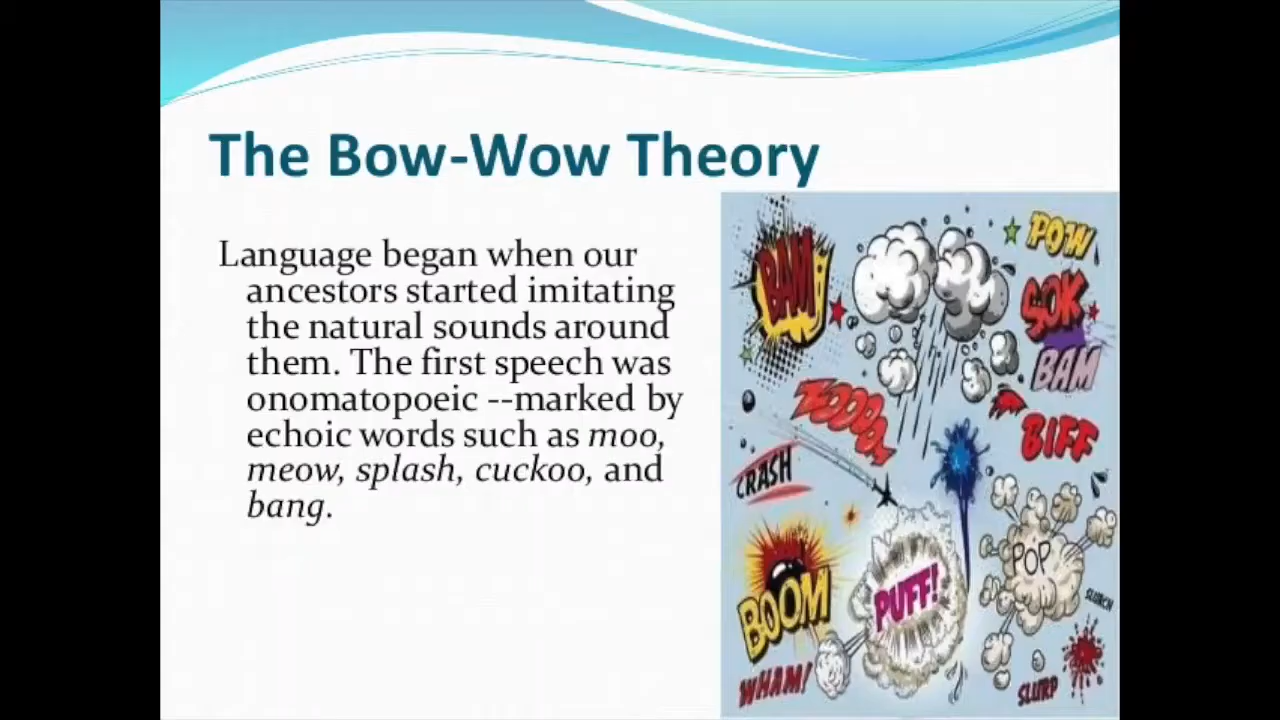 The Bow-Wow Theory
Language began when our
ancestors started imitating
the natural sounds around
them. The first speech was
onomatopoeic --marked by
echoic words such as moo,
meow, splash, cuckoo, and
bang.
BAM
POW
SOK
BAM
ZOOOOM
BIFF
CRASH
POP
BOOM
PUFF!
WHAM!
SLURP